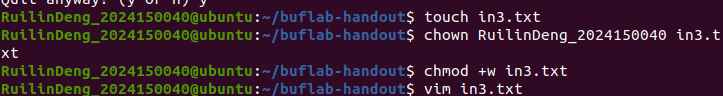 Quit anyway? (y or n) y
RuilinDeng_2024150040@ubuntu:~/buflab-handout$ touch in3.txt
RuilinDeng_2024150040@ubuntu:~/buflab-handout$ chown RuilinDeng_2024150040 in3.t
xt
RuilinDeng_2024150040@ubuntu:~/buflab-handout$ chmod +w in3.txt
RuilinDeng_2024150040@ubuntu:~/buflab-handout$ vim in3.txt